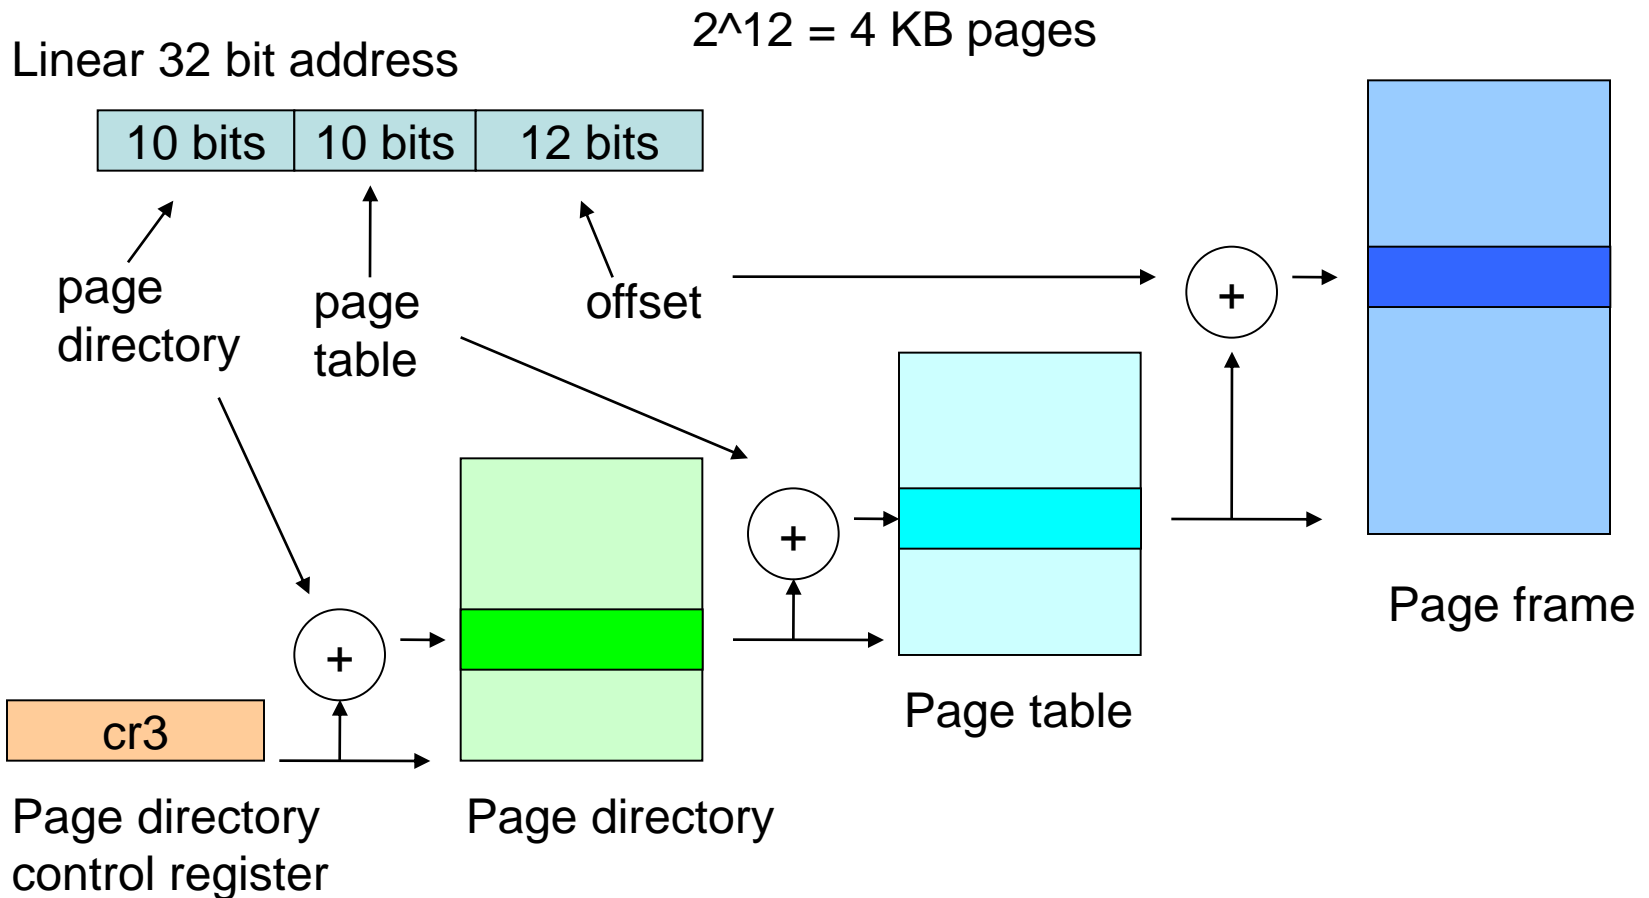 2^12 = 4 KB pages
Linear 32 bit address
10 bits
10 bits
12 bits
page
directory
page
table
offset
+
+
+
cr3
Page directory
control register
Page directory
Page table
Page frame